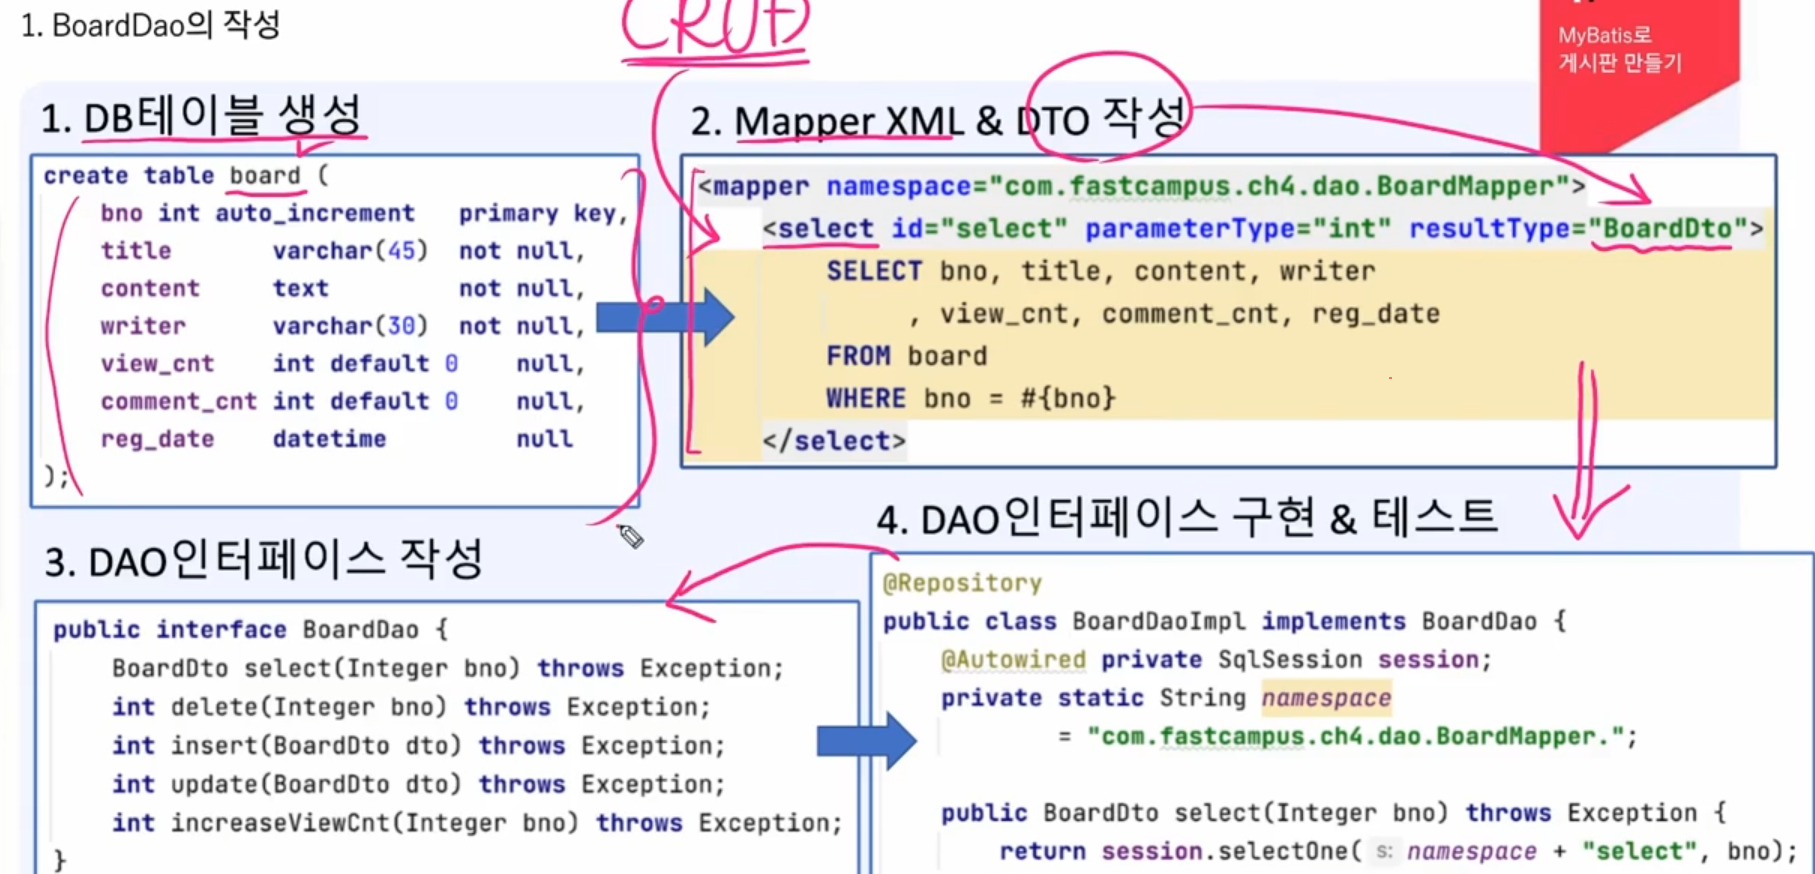 1. BoardDao의 작성
CRUD
MyBatis로
게시판 만들기
1. DB테이블 생성
create table board (
bno int auto_increment primary key,
title varchar(45) not null,
content text not null,
writer varchar(30) not null,
view_cnt int default 0 null,
comment_cnt int default 0 null,
reg_date datetime null
);
2. Mapper XML & DTO 작성
<mapper namespace="com.fastcampus.ch4.dao.BoardMapper">
<select id="select" parameterType="int" resultType="BoardDto">
SELECT bno, title, content, writer
, view_cnt, comment_cnt, reg_date
FROM board
WHERE bno = #{bno}
</select>
3. DAO인터페이스 작성
public interface BoardDao {
BoardDto select(Integer bno) throws Exception;
int delete(Integer bno) throws Exception;
int insert(BoardDto dto) throws Exception;
int update(BoardDto dto) throws Exception;
int increaseViewCnt(Integer bno) throws Exception;
}
4. DAO인터페이스 구현 & 테스트
@Repository
public class BoardDaoImpl implements BoardDao {
@Autowired private SqlSession session;
private static String namespace
= "com.fastcampus.ch4.dao.BoardMapper.";
public BoardDto select(Integer bno) throws Exception {
return session.selectOne( s: namespace + "select", bno);